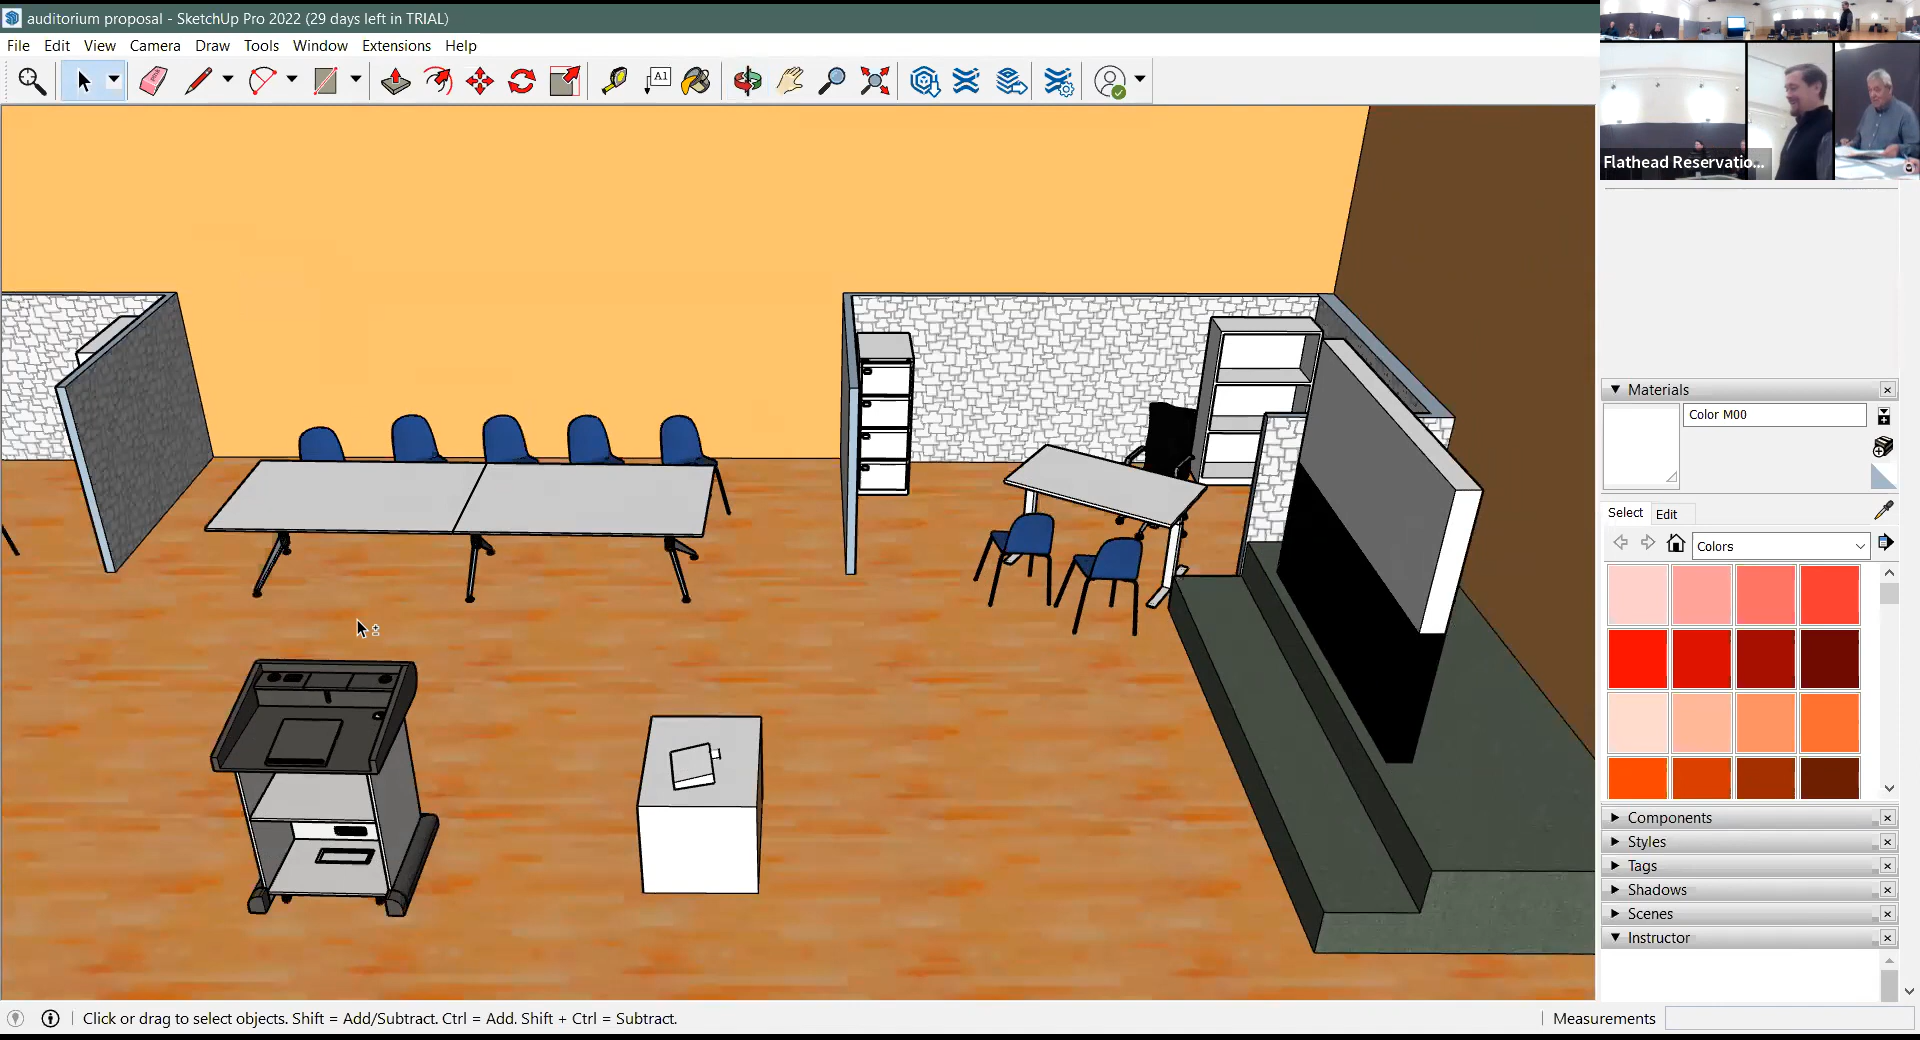 auditorium proposal - SketchUp Pro 2022 (29 days left in TRIAL)
File Edit View Camera Draw Tools Window Extensions Help
A1
Flathead Reservatio...
Materials
Color M00
Select Edit
Colors
Components
Styles
Tags
Shadows
Scenes
Instructor
Click or drag to select objects. Shift = Add/Subtract. Ctrl = Add. Shift + Ctrl = Subtract.
Measurements